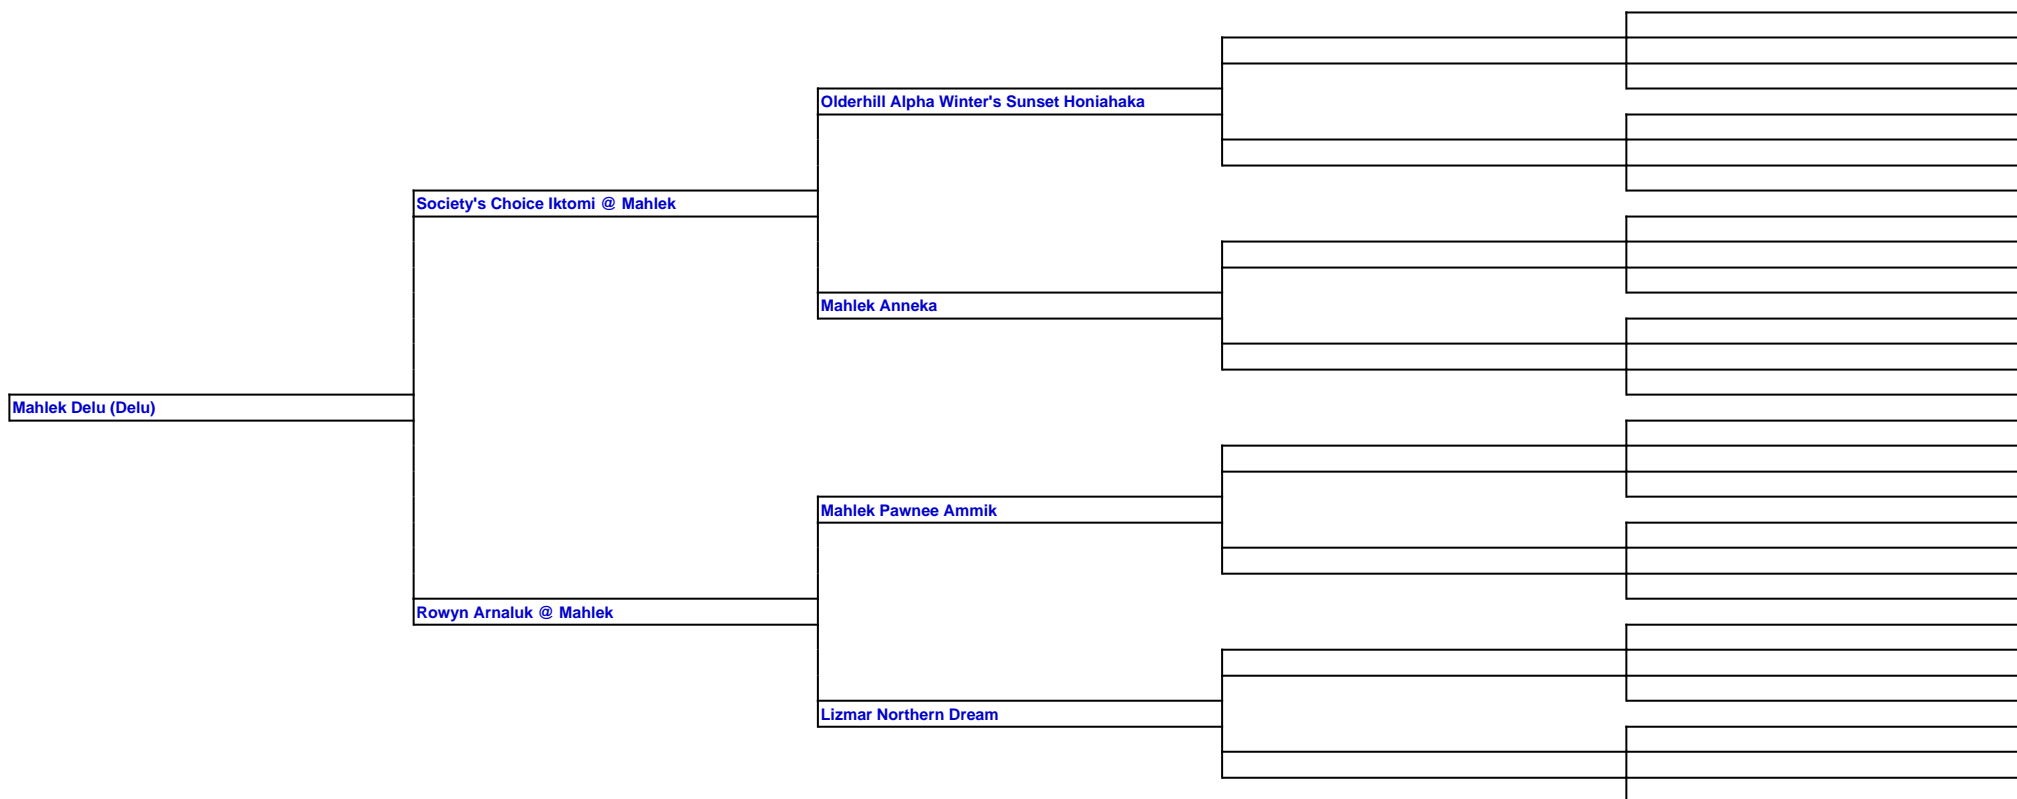 Olderhill Alpha Winter's Sunset Honiahaka
Society's Choice Iktomi @ Mahlek
Mahlek Anneka
Mahlek Delu (Delu)
Mahlek Pawnee Ammik
Rowyn Arnaluk @ Mahlek
Lizmar Northern Dream